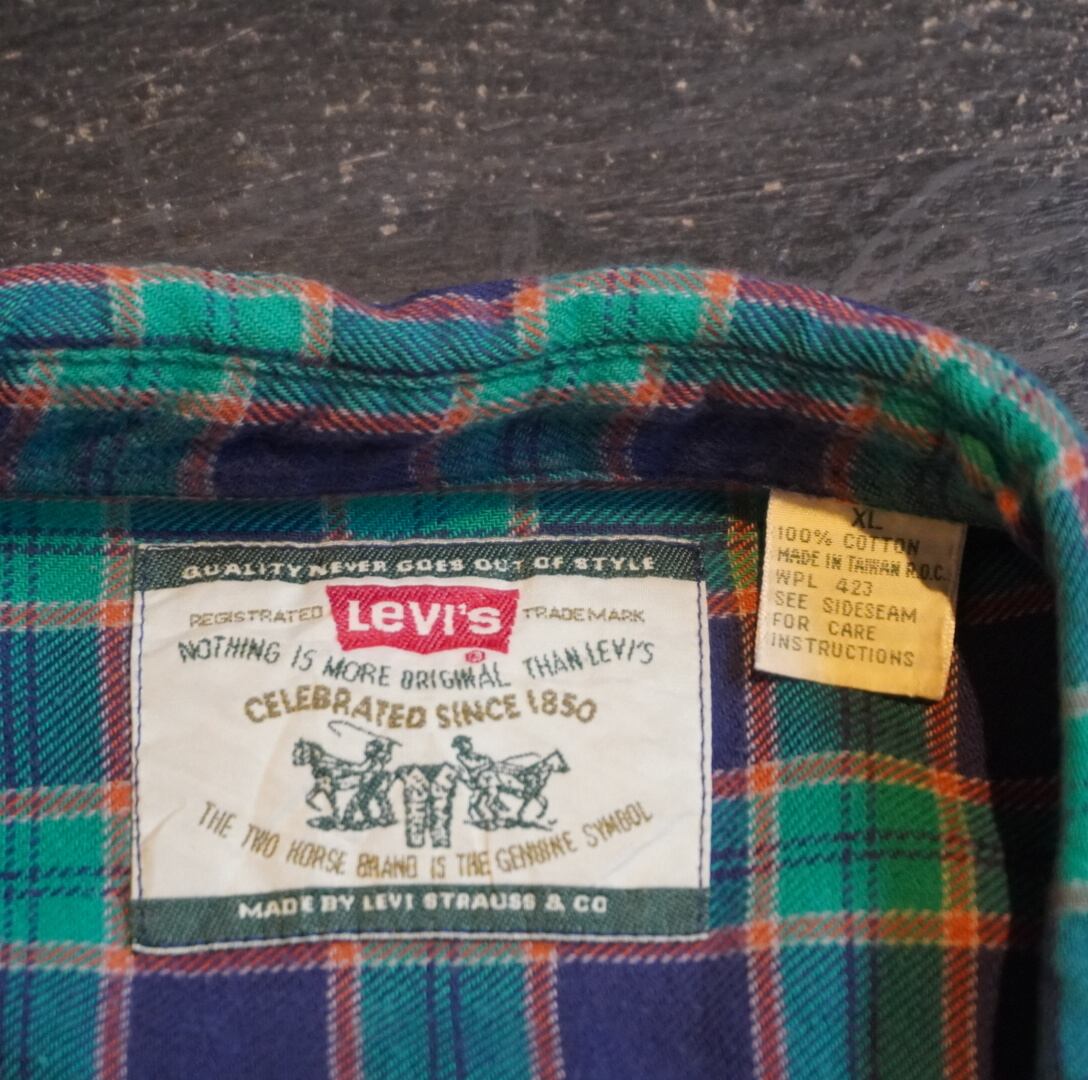 QUALITY NEVER GOES OUT OF STYLE
REGISTRATED Levi's TRADEMARK
®
NOTHING IS MORE ORIGINAL THAN LEVI'S
CELEBRATED SINCE 1850
THE TWO HORSE BRAND IS THE GENUINE SYMBOL
MADE BY LEVI STRAUSS & CO
XL
100% COTTON
MADE IN TAIWAN R.O.C.
WPL 423
SEE SIDESEAM
FOR CARE
INSTRUCTIONS